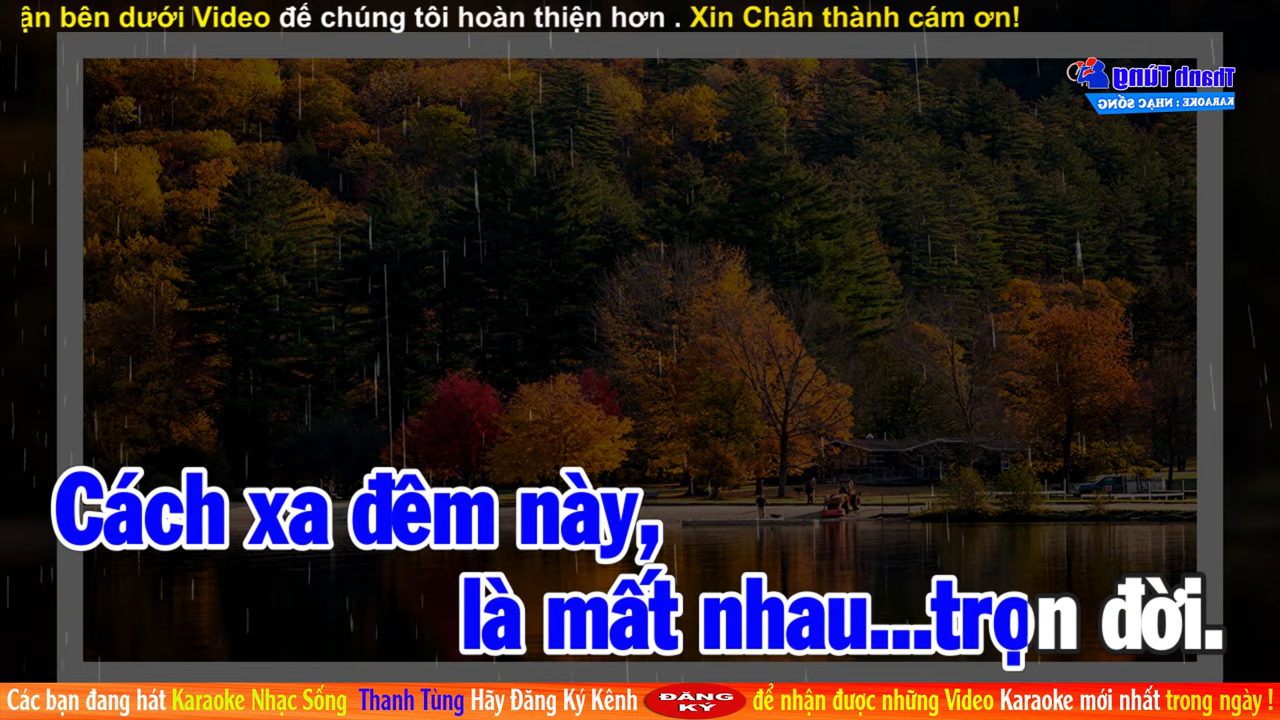 ận bên dưới Video để chúng tôi hoàn thiện hơn . Xin Chân thành cám ơn!
Thanh Tùng
KARAOKE : NHẠC SỐNG
Cách xa đêm này,
là mất nhau...trọn đời.
Các bạn đang hát Karaoke Nhạc Sống Thanh Tùng Hãy Đăng Ký Kênh ĐĂNG KÝ để nhận được những Video Karaoke mới nhất trong ngày !